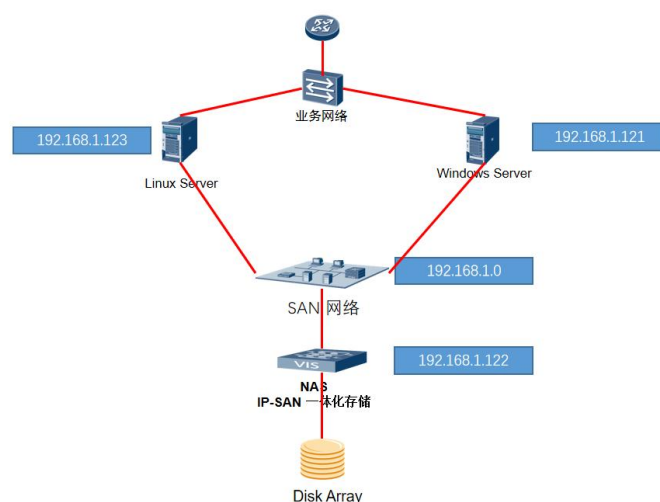 业务网络
192.168.1.123
192.168.1.121
Linux Server
Windows Server
192.168.1.0
SAN 网络
VIS
192.168.1.122
NAS
IP-SAN 一体化存储
Disk Array